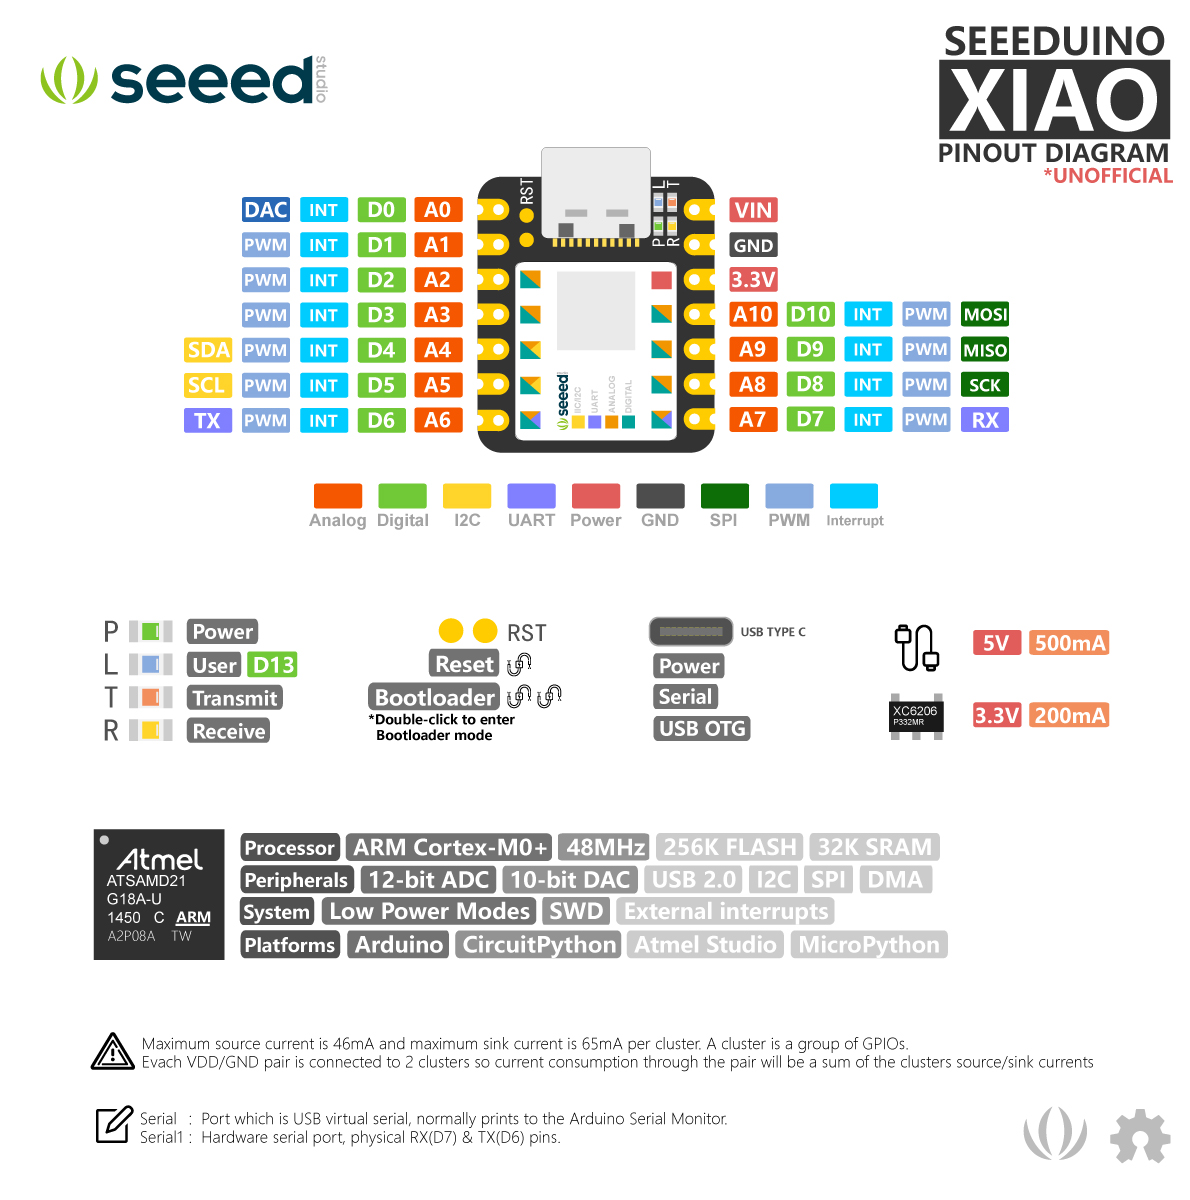 seeed studio
SEEEDUINO
XIAO
PINOUT DIAGRAM
*UNOFFICIAL
RST
L T
P R
DAC INT D0 A0
VIN
PWM INT D1 A1
GND
PWM INT D2 A2
3.3V
PWM INT D3 A3
A10 D10 INT PWM MOSI
SDA PWM INT D4 A4
A9 D9 INT PWM MISO
SCL PWM INT D5 A5
A8 D8 INT PWM SCK
TX PWM INT D6 A6
A7 D7 INT PWM RX
seeed
UART
ANALOG
DIGITAL
Analog Digital I2C UART Power GND SPI PWM Interrupt
P Power
L User D13
T Transmit
R Receive
RST
Reset
Bootloader
*Double-click to enter
Bootloader mode
USB TYPE C
Power
Serial
USB OTG
5V 500mA
XC6206
P332MR
3.3V 200mA
Atmel
ATSAMD21
G18A-U
1450 C ARM
A2P08A TW
Processor ARM Cortex-M0+ 48MHz 256K FLASH 32K SRAM
Peripherals 12-bit ADC 10-bit DAC USB 2.0 I2C SPI DMA
System Low Power Modes SWD External interrupts
Platforms Arduino CircuitPython Atmel Studio MicroPython
Maximum source current is 46mA and maximum sink current is 65mA per cluster. A cluster is a group of GPIOs.
Evach VDD/GND pair is connected to 2 clusters so current consumption through the pair will be a sum of the clusters source/sink currents
Serial : Port which is USB virtual serial, normally prints to the Arduino Serial Monitor.
Serial1 : Hardware serial port, physical RX(D7) & TX(D6) pins.